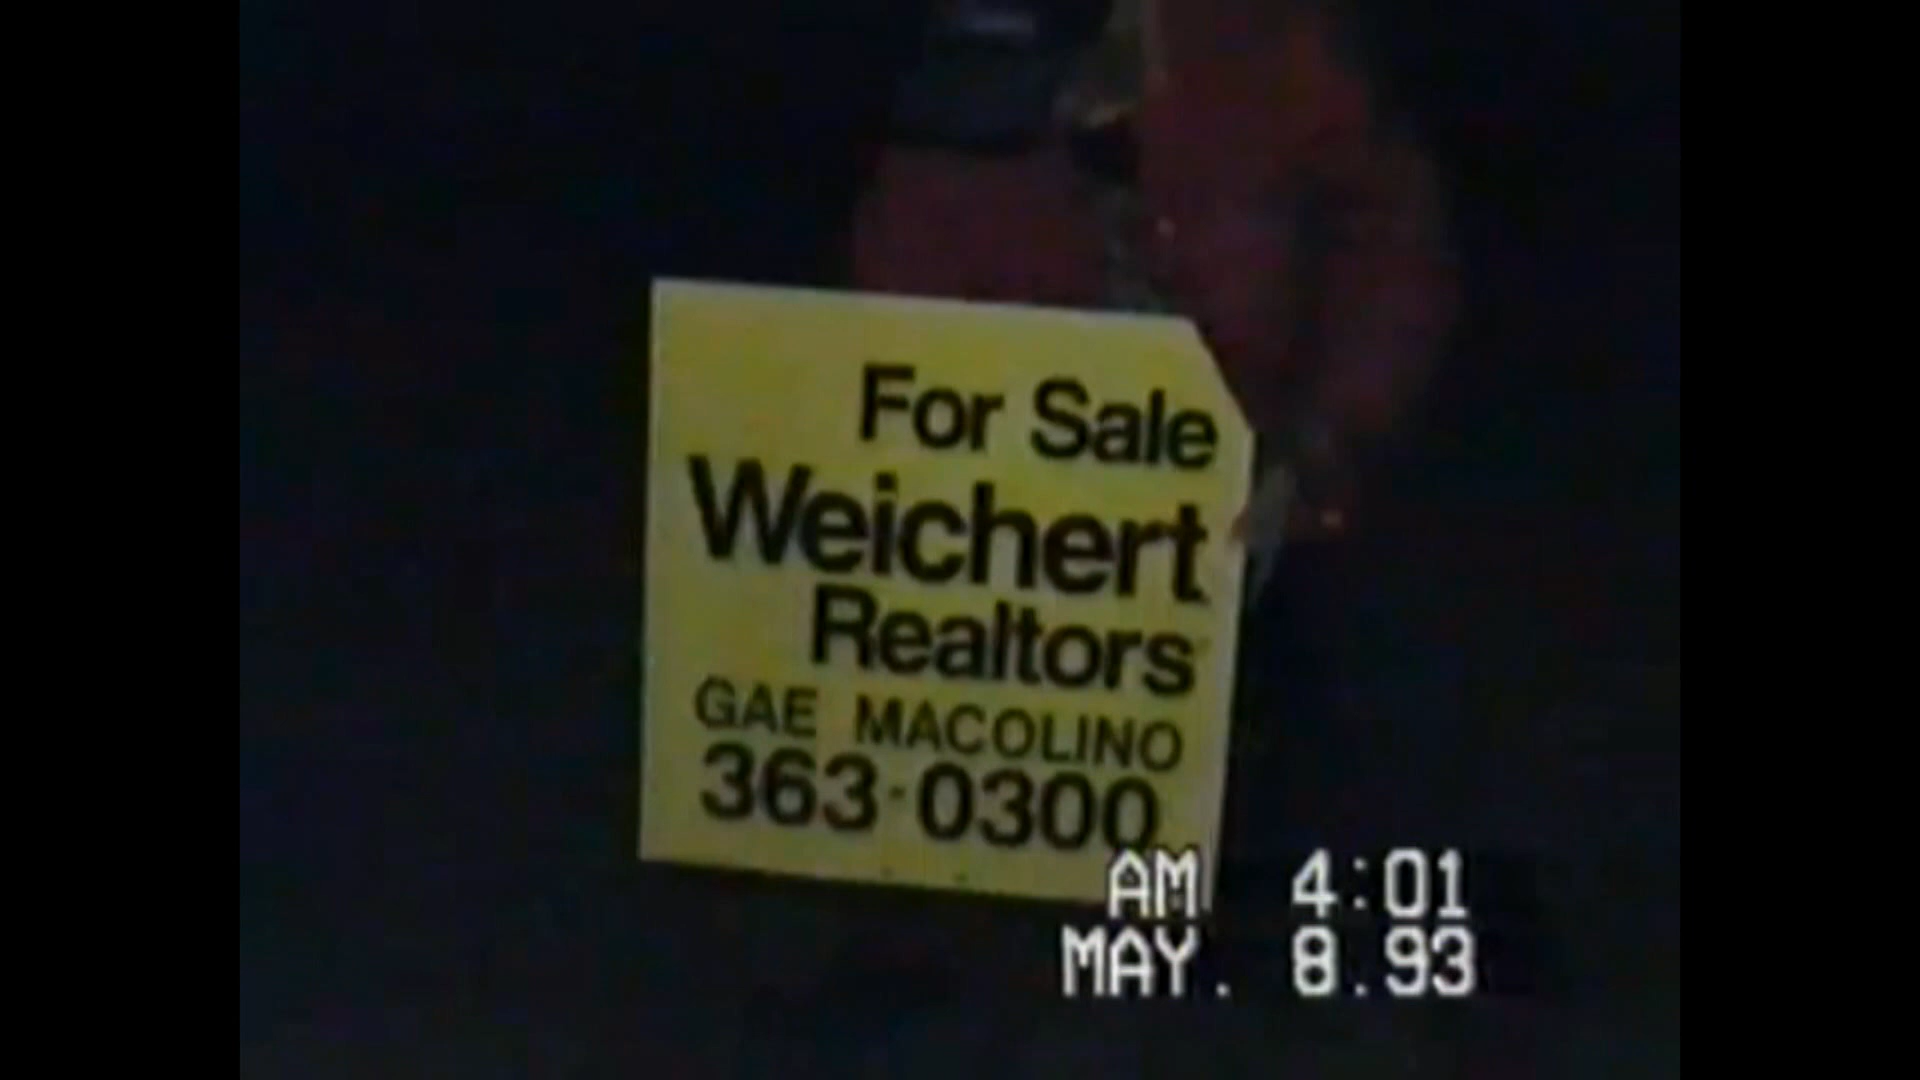 For Sale
Weichert
Realtors
GAE MACOLINO
363-0300
AM 4:01
MAY. 8.93